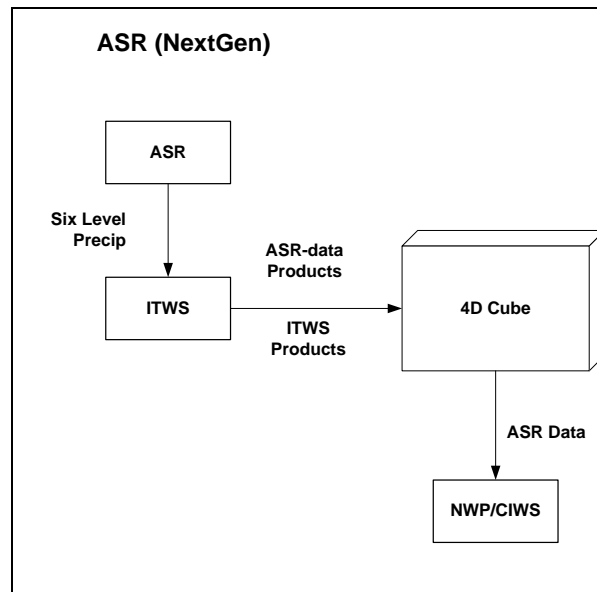 ASR (NextGen)
ASR
Six Level
Precip
ASR-data
Products
ITWS
ITWS
Products
4D Cube
ASR Data
NWP/CIWS